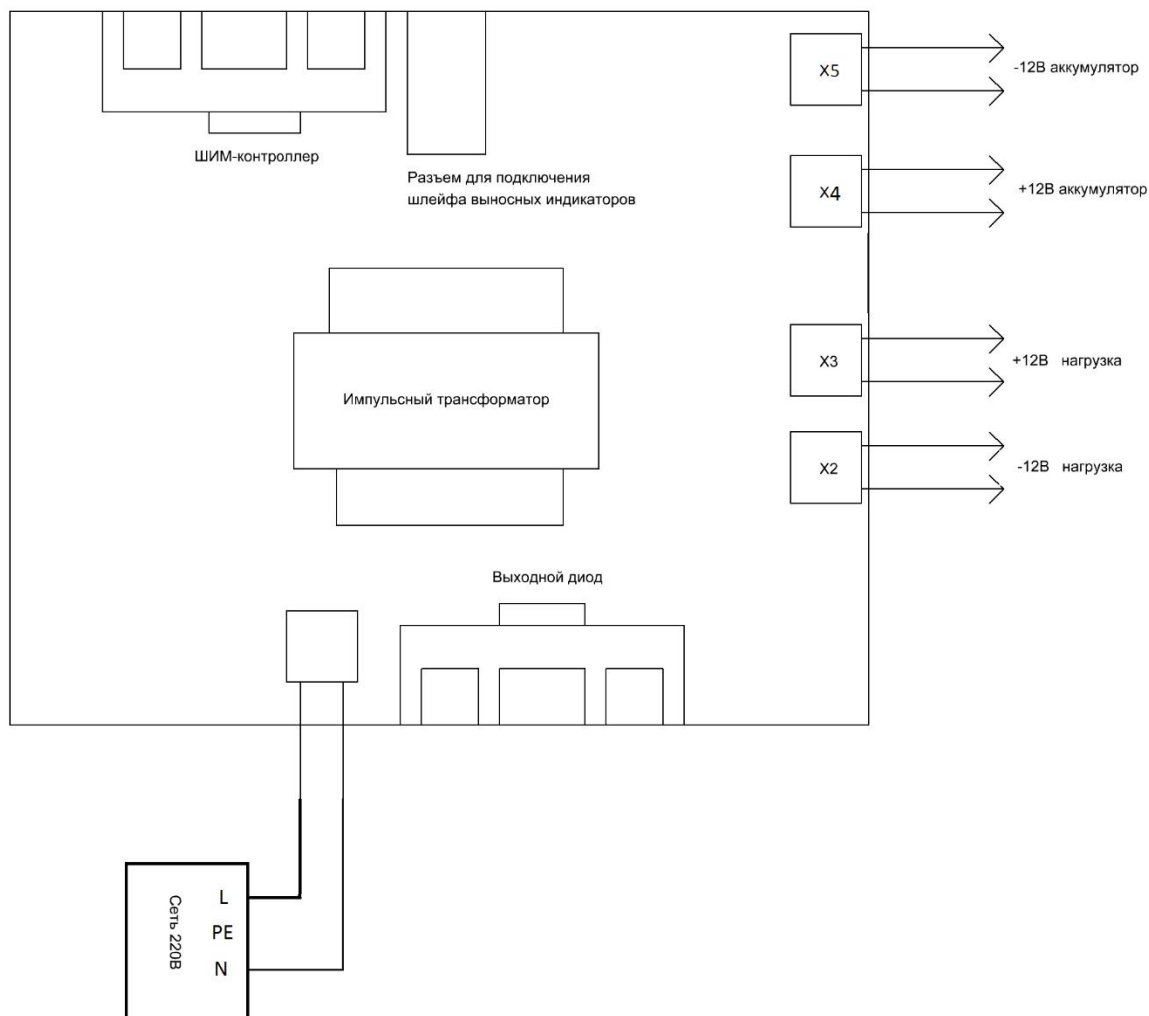 X5
-12В аккумулятор
ШИМ-контроллер
Разъем для подключения
шлейфа выносных индикаторов
X4
+12В аккумулятор
X3
+12В нагрузка
Импульсный трансформатор
X2
-12В нагрузка
Выходной диод
Сеть 220В
L
PE
N